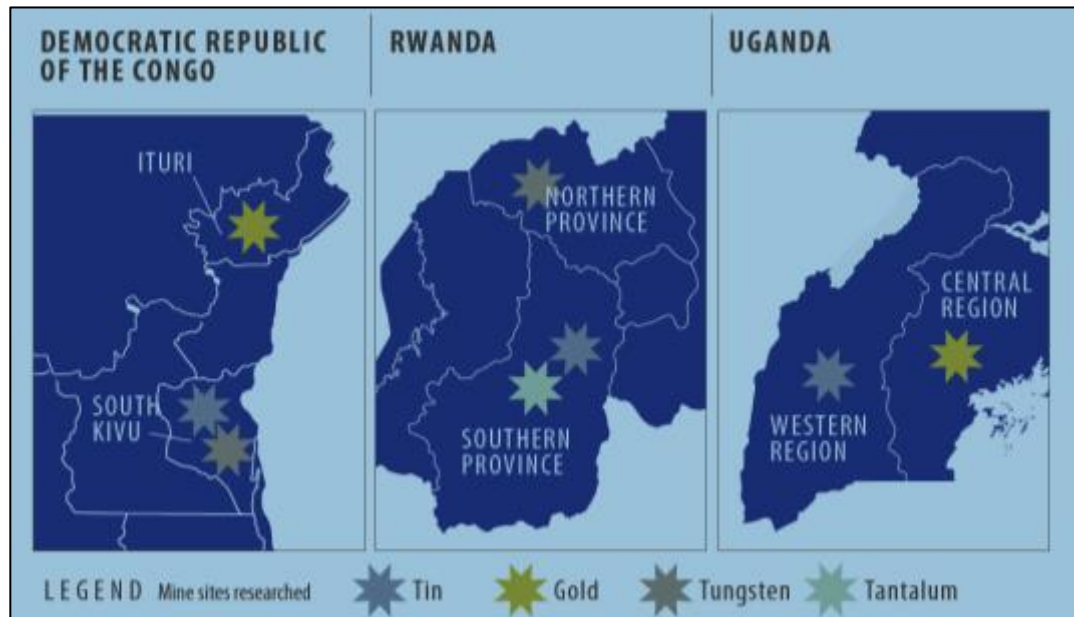 DEMOCRATIC REPUBLIC
OF THE CONGO
RWANDA
UGANDA
ITURI
SOUTH
KIVU
NORTHERN
PROVINCE
SOUTHERN
PROVINCE
CENTRAL
REGION
WESTERN
REGION
LEGEND Mine sites researched Tin Gold Tungsten Tantalum